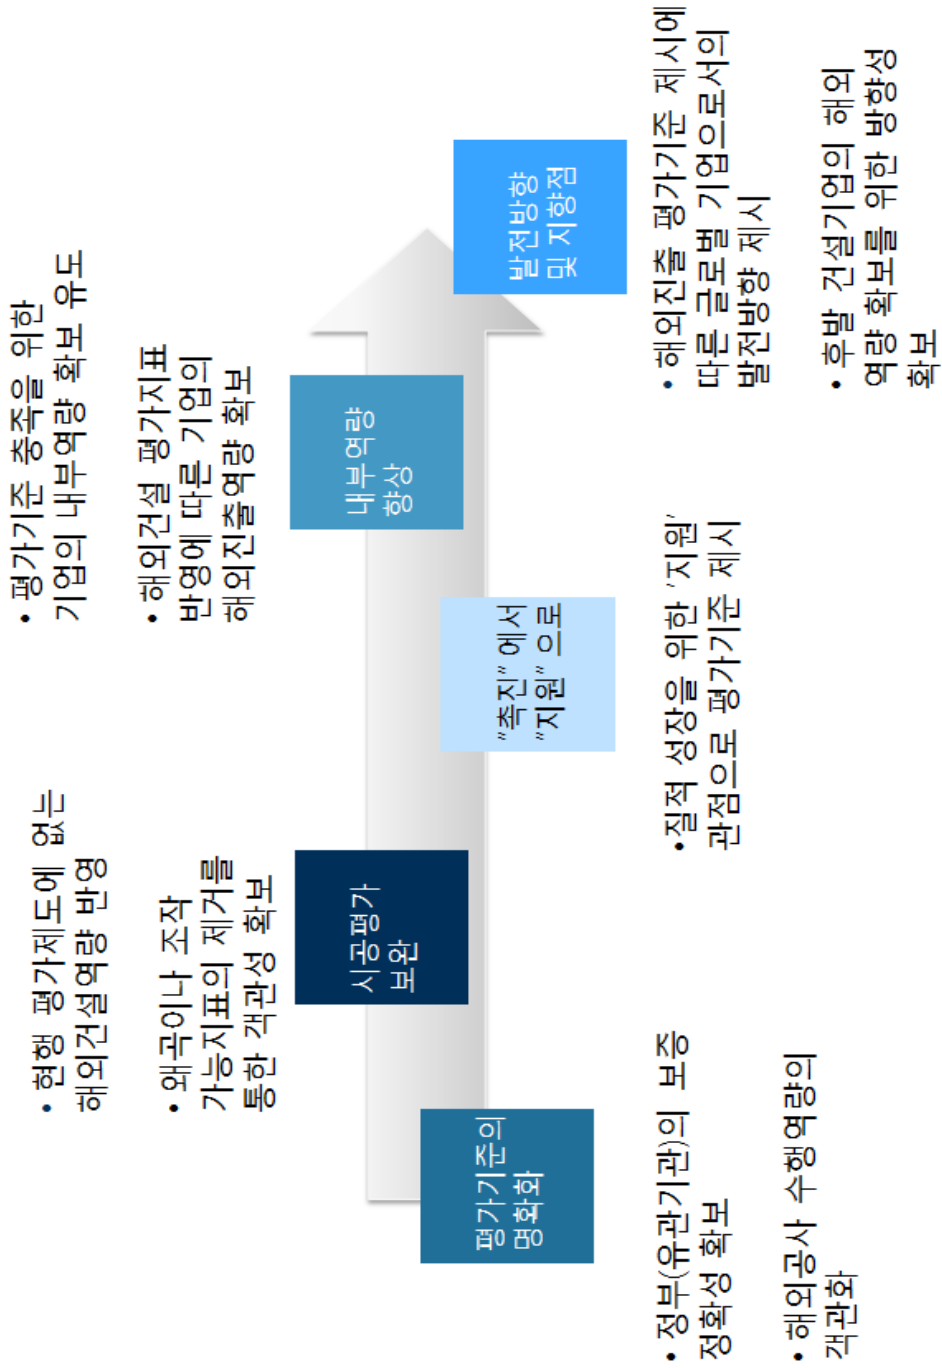 • 현행 평가제도에 없는
해외건설역량 반영
• 왜곡이나 조작
가능지표의 제거를
통한 객관성 확보
• 평가기준 충족을 위한
기업의 내부역량 확보 유도
• 해외건설 평가지표
반영에 따른 기업의
해외진출역량 확보
평가기준의
명확화
시공평가
보완
"촉진" 에서
"지원" 으로
내부역량
향상
발전방향
및 지향점
• 정부(유관기관)의 보증
정확성 확보
• 해외공사 수행역량의
객관화
•질적 성장을 위한 '지원'
관점으로 평가기준 제시
• 해외진출 평가기준 제시에
따른 글로벌 기업으로서의
발전방향 제시
• 후발 건설기업의 해외
역량 확보를 위한 방향성
확보